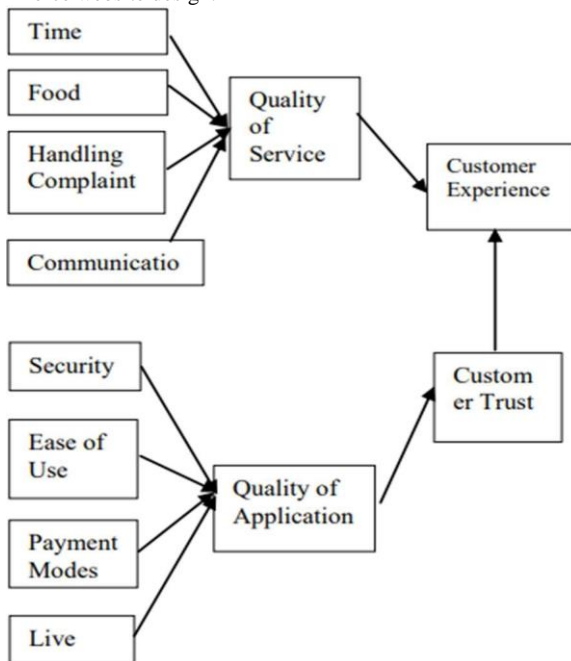 Time
Food
Handling
Complaint
Communicatio
Quality
of
Service
Customer
Experience
Security
Ease of
Use
Payment
Modes
Live
Quality of
Application
Custom
er Trust